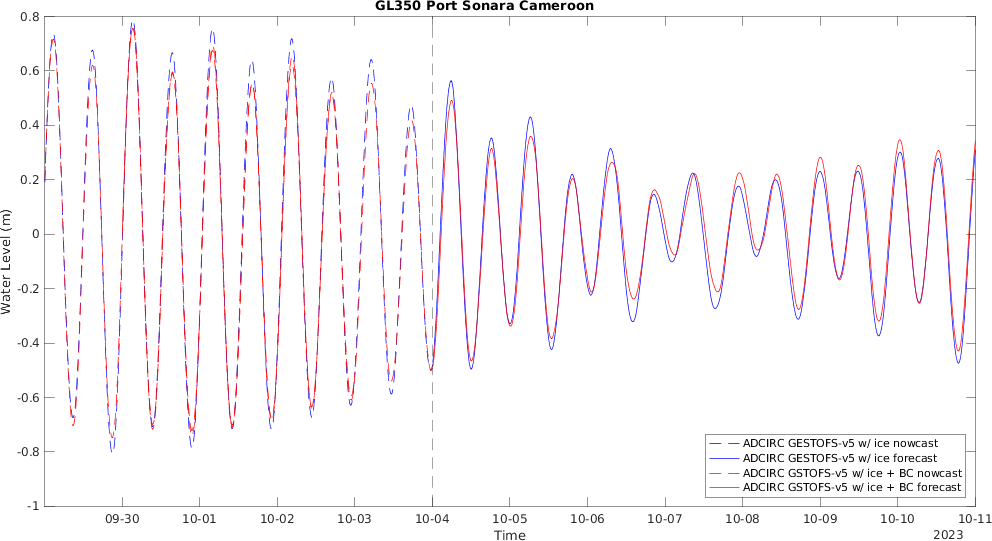 GL350 Port Sonara Cameroon
0.8
0.6
0.4
0.2
0
-0.2
-0.4
-0.6
-0.8
-1
Water Level (m)
ADCIRC GESTOFS-v5 w/ ice nowcast
ADCIRC GESTOFS-v5 w/ ice forecast
ADCIRC GSTOFS-v5 w/ ice + BC nowcast
ADCIRC GSTOFS-v5 w/ ice + BC forecast
09-30 10-01 10-02 10-03 10-04 10-05 10-06 10-07 10-08 10-09 10-10 10-11
Time
2023